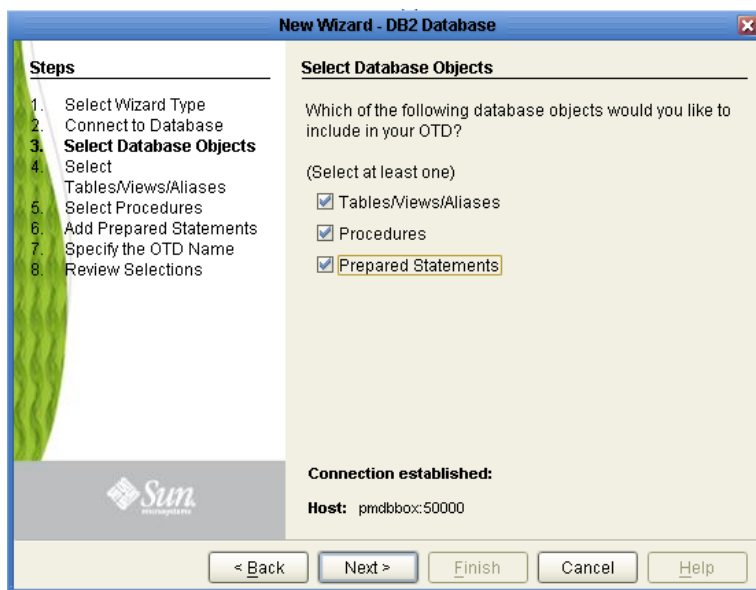 New Wizard - DB2 Database
Steps
1. Select Wizard Type
2. Connect to Database
3. Select Database Objects
4. Select
Tables/Views/Aliases
5. Select Procedures
6. Add Prepared Statements
7. Specify the OTD Name
8. Review Selections
Sun
microsystems
Select Database Objects
Which of the following database objects would you like to
include in your OTD?
(Select at least one)
Tables/Views/Aliases
Procedures
Prepared Statements
Connection established:
Host: pmdbbox:50000
< Back
Next >
Finish
Cancel
Help